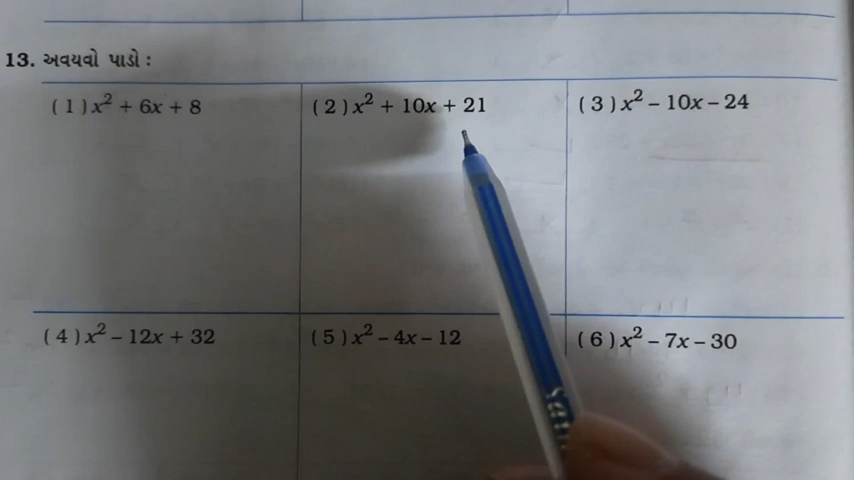 13. અવયવો પાડો :
(1) x² + 6x + 8
(2) x² + 10x + 21
(3) x² – 10x – 24
(4) x² – 12x + 32
(5) x² – 4x – 12
(6) x² – 7x – 30